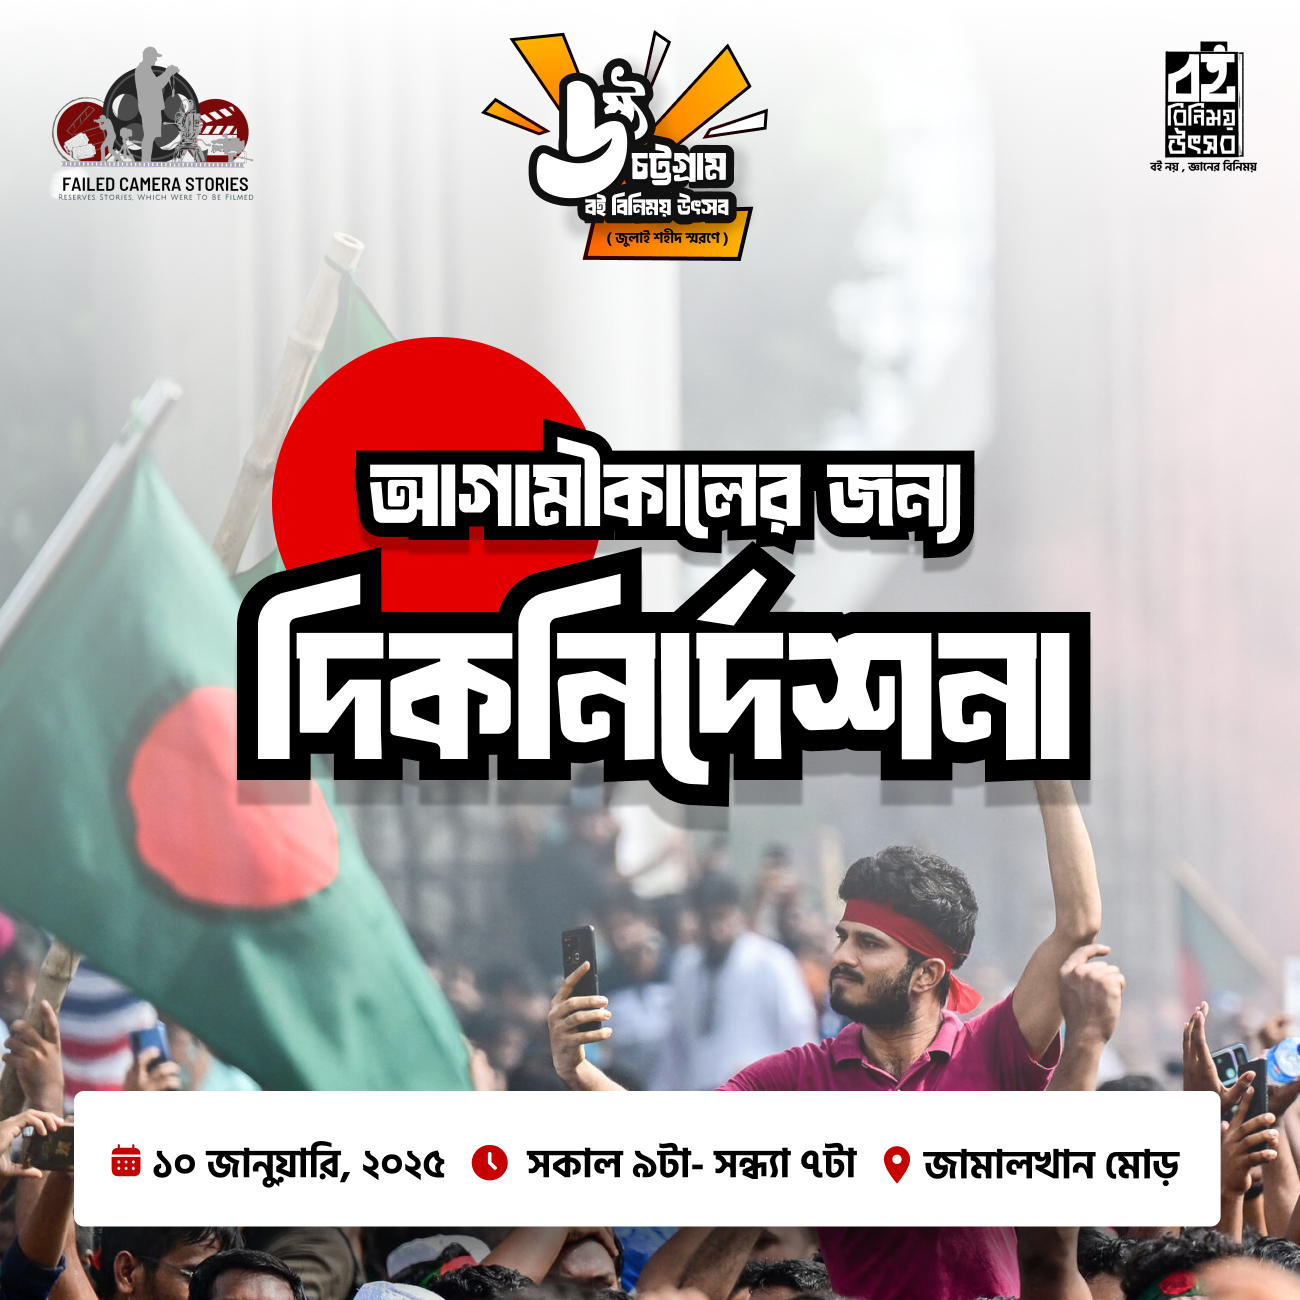 FAILED CAMERA STORIES
RESERVES STORIES, WHICH WERE TO BE FILMED
৬ষ্ঠ
চট্টগ্রাম
বই বিনিময় উৎসব
( জুলাই শহীদ স্মরণে )
বই
বিনিময়
উৎসব
বই নয় , জ্ঞানের বিনিময়
আগামীকালের জন্য
দিকনির্দেশনা
১০ জানুয়ারি, ২০২৫ সকাল ৯টা- সন্ধ্যা ৭টা জামালখান মোড়